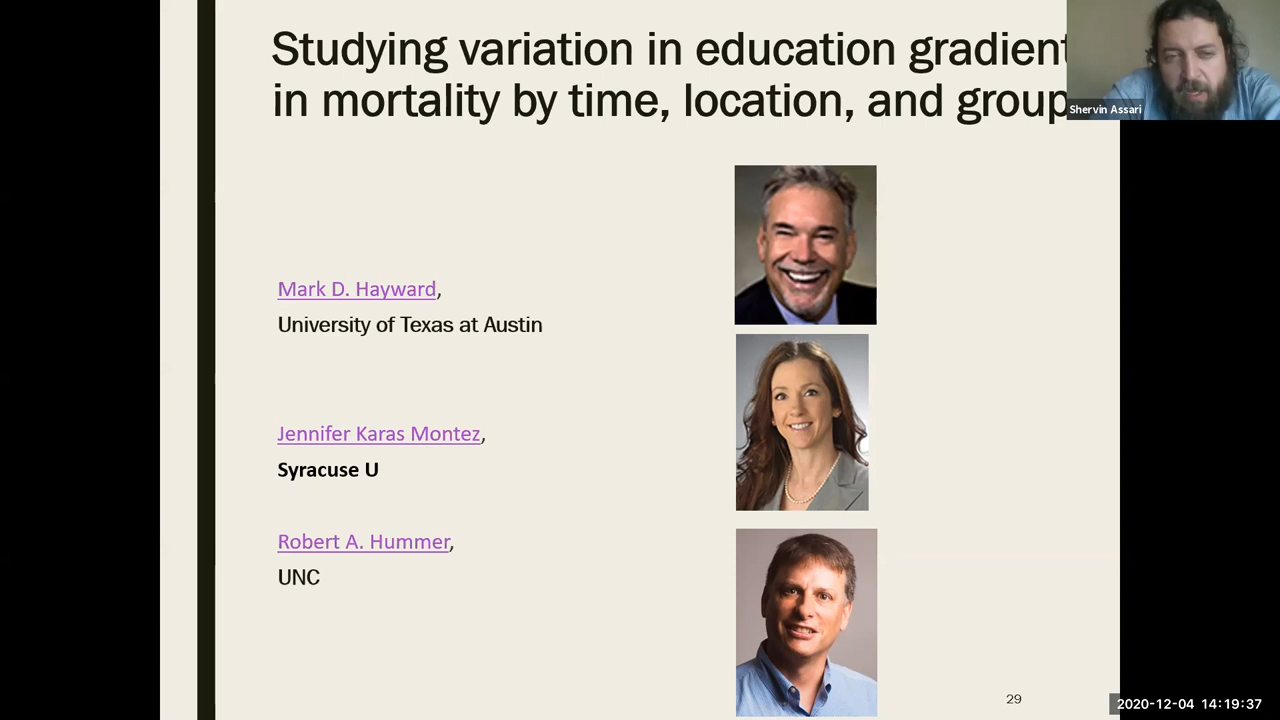 Studying variation in education gradient
in mortality by time, location, and group
Shervin Assari
Mark D. Hayward,
University of Texas at Austin
Jennifer Karas Montez,
Syracuse U
Robert A. Hummer,
UNC
29
2020-12-04 14:19:37